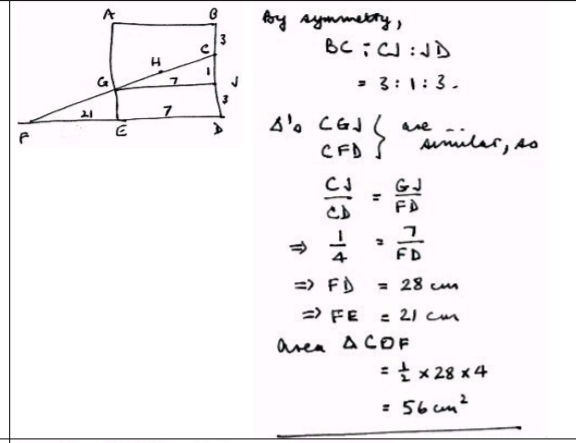 A B
3
C
H
G 7 1 J
3
21 7
F E D
By symmetry,
BC : CJ : JD
= 3 : 1 : 3.
Δ's CGJ } are
CFD } similar, so
CJ/CD = GJ/FD
⇒ 1/4 = 7/FD
⇒ FD = 28 cm
⇒ FE = 21 cm
area Δ CDF
= 1/2 × 28 × 4
= 56 cm²